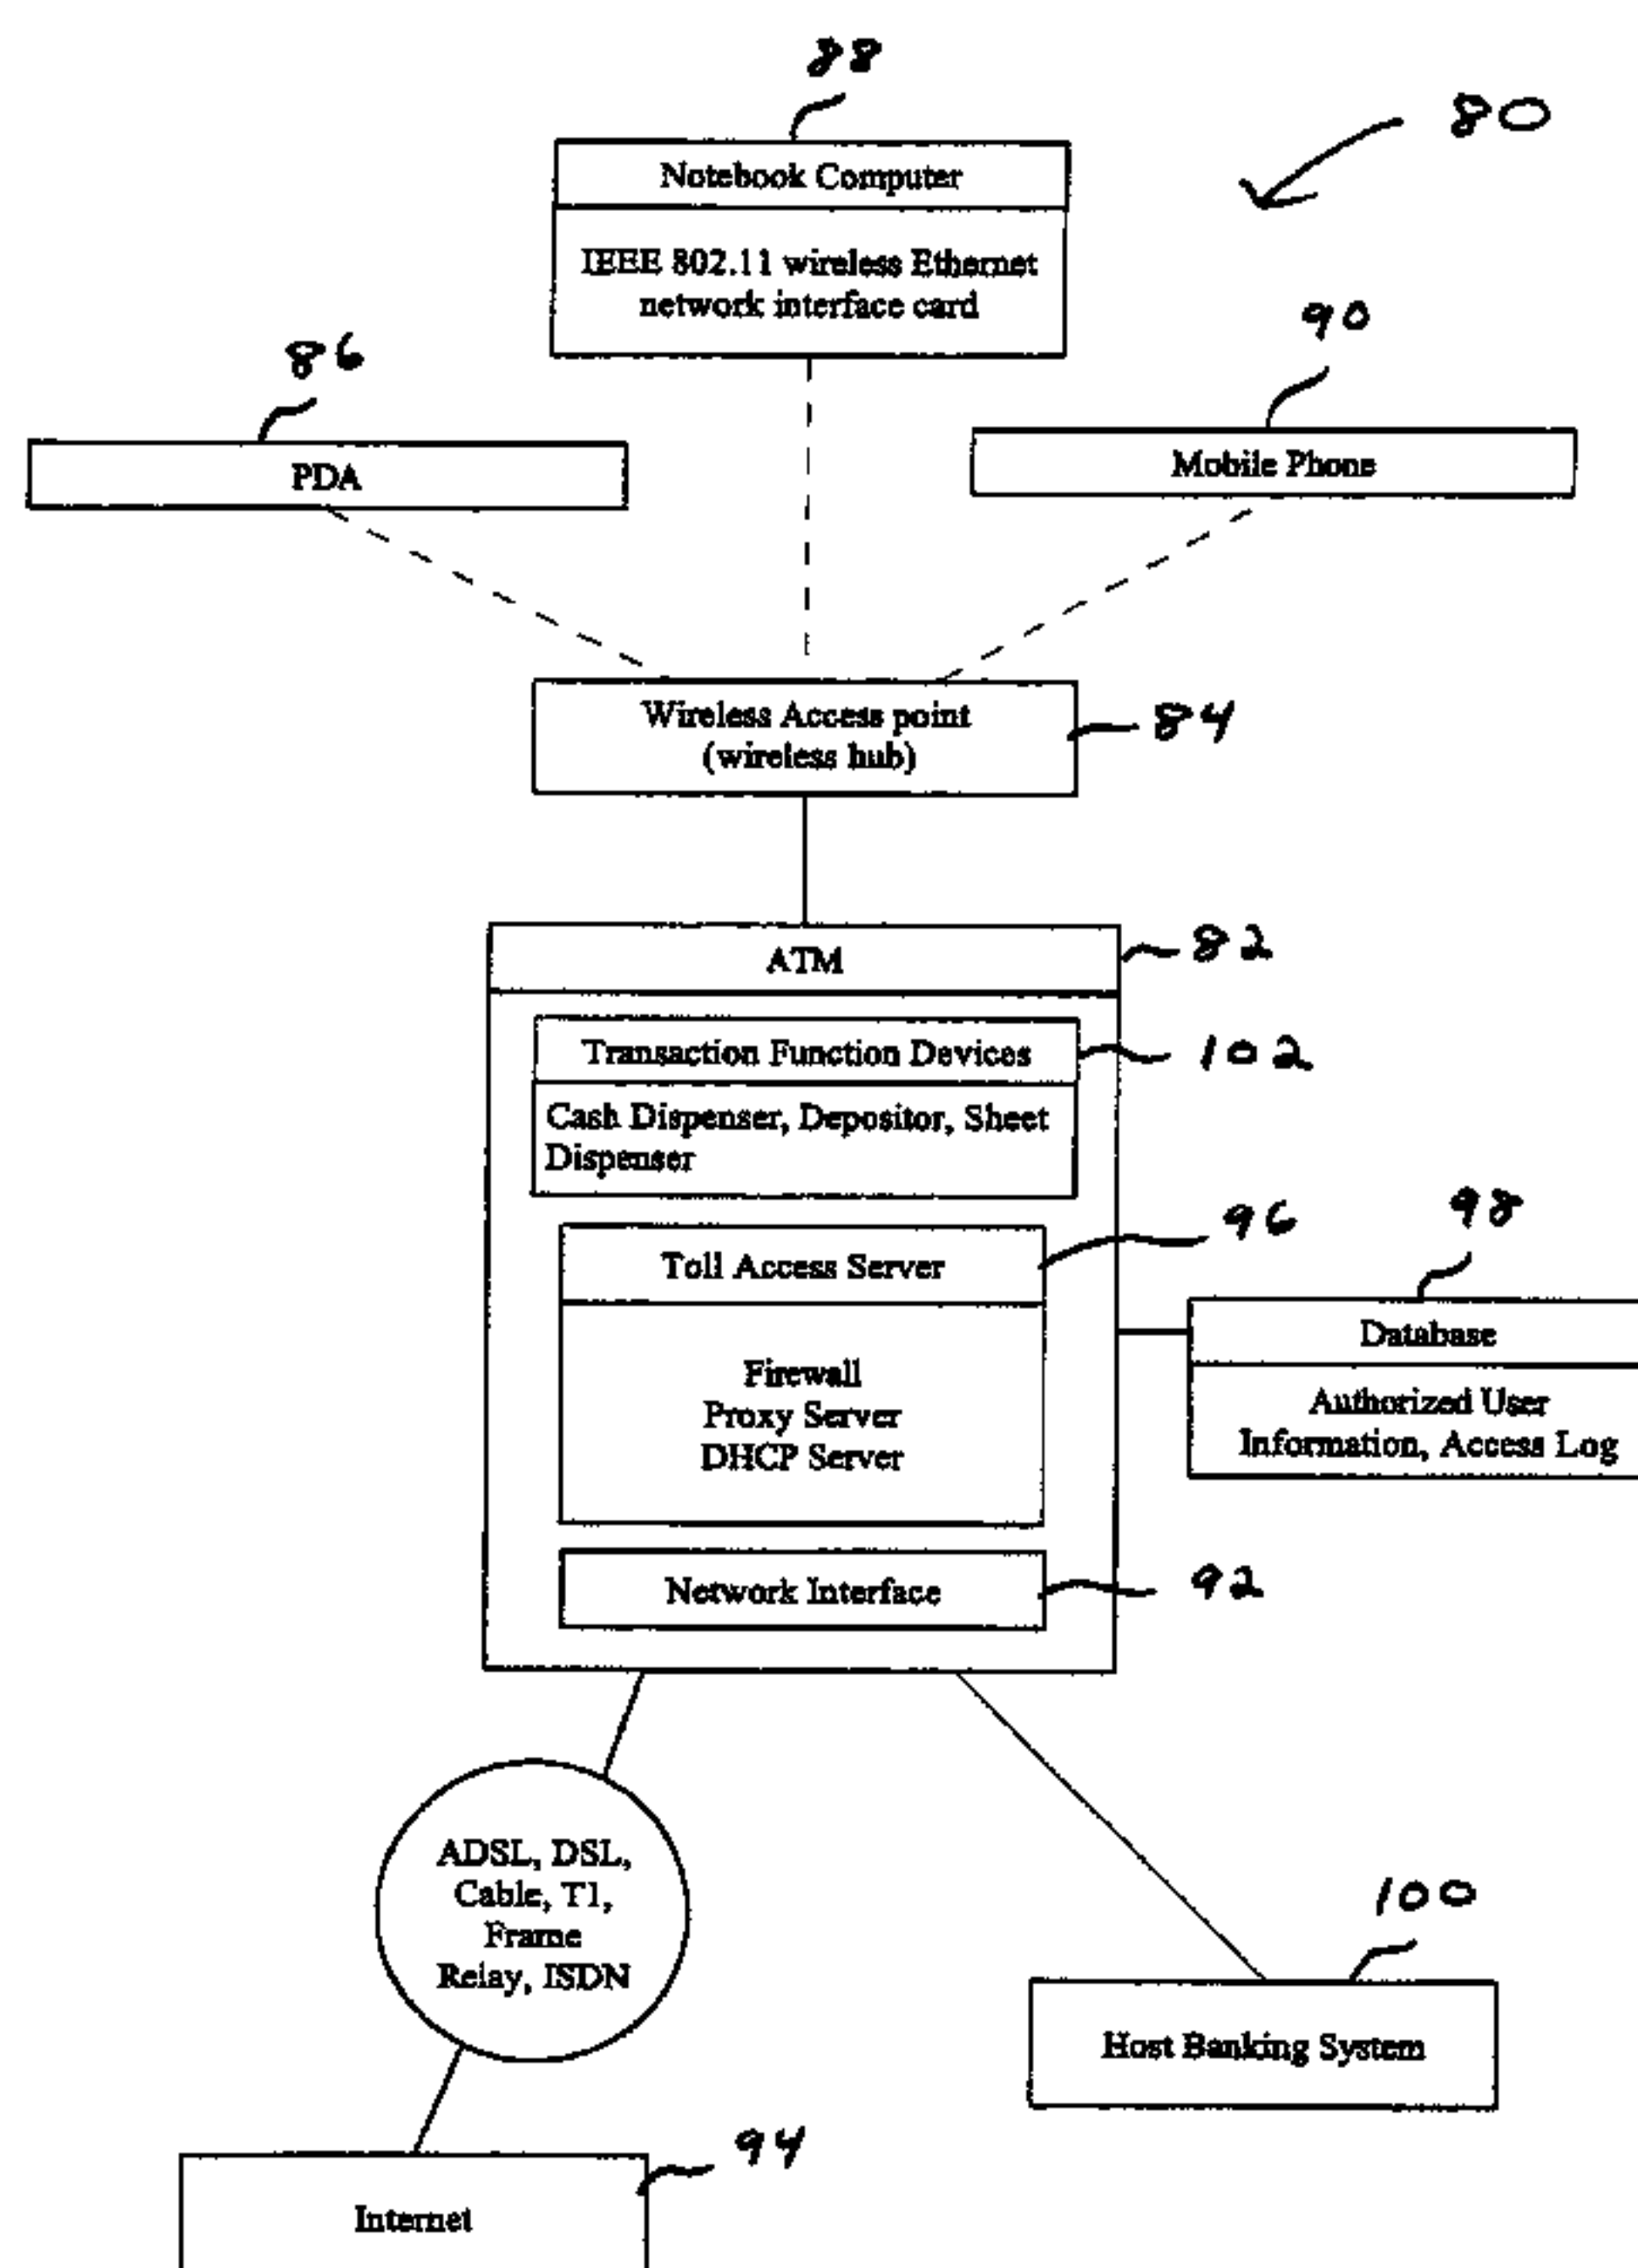 88
80
Notebook Computer
IEEE 802.11 wireless Ethernet
network interface card
86
90
PDA
Mobile Phone
Wireless Access point
(wireless hub)
84
ATM
82
Transaction Function Devices
102
Cash Dispenser, Depositor, Sheet
Dispenser
96
98
Toll Access Server
Database
Firewall
Proxy Server
DHCP Server
Authorized User
Information, Access Log
Network Interface
92
ADSL, DSL,
Cable, T1,
Frame
Relay, ISDN
100
Host Banking System
94
Internet